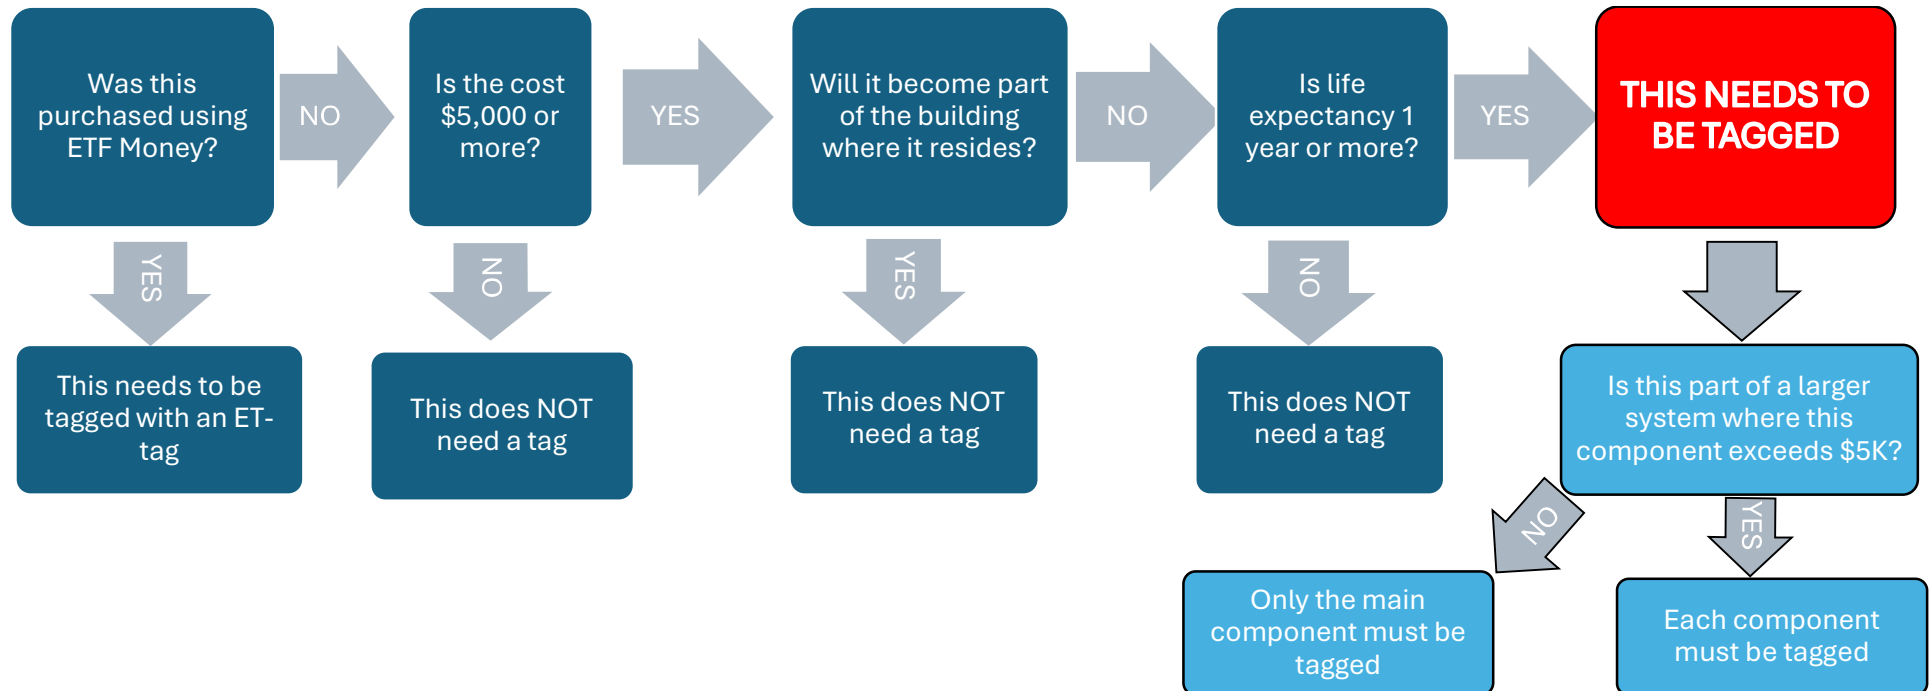 Was this
purchased using
ETF Money?
NO
Is the cost
$5,000 or
more?
YES
Will it become part
of the building
where it resides?
NO
Is life
expectancy 1
year or more?
YES
THIS NEEDS TO
BE TAGGED
YES
NO
YES
NO
This needs to be
tagged with an ET-
tag
This does NOT
need a tag
This does NOT
need a tag
This does NOT
need a tag
Is this part of a larger
system where this
component exceeds $5K?
NO
YES
Only the main
component must be
tagged
Each component
must be tagged